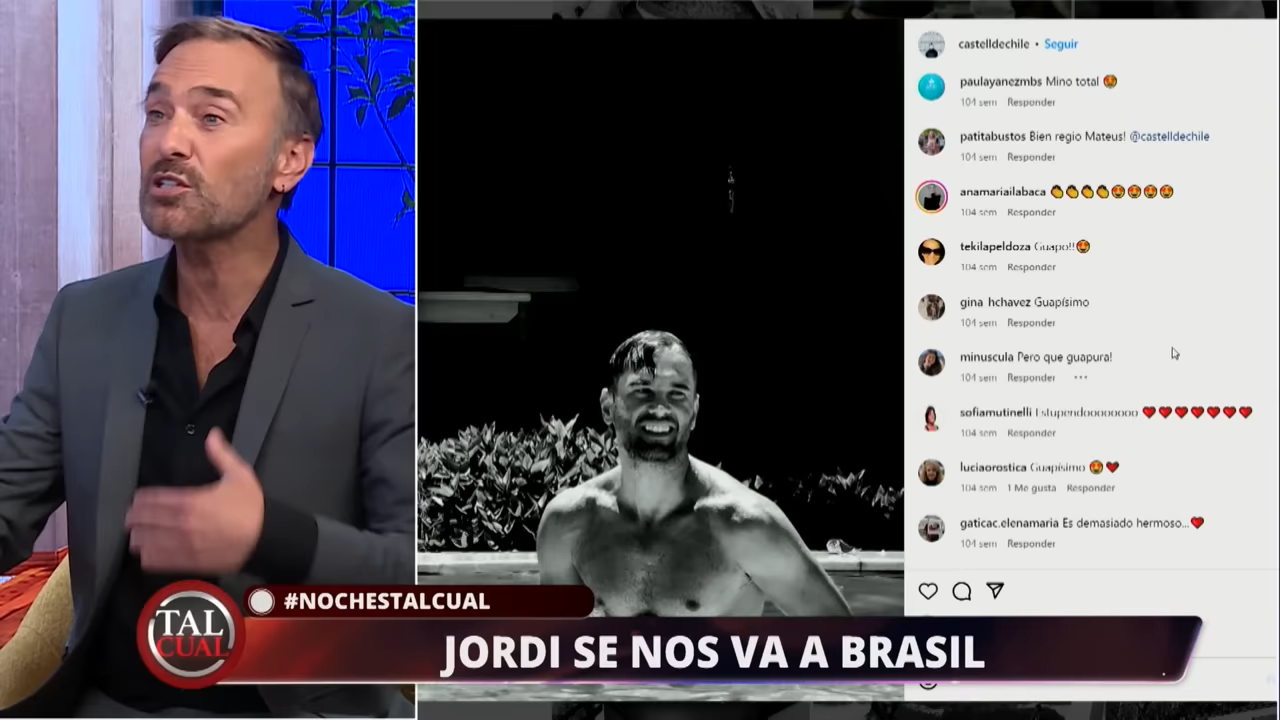 castelldechile • Seguir
paulayanezmbs Mino total 😍
104 sem Responder
patitabustos Bien regio Mateus! @castelldechile
104 sem Responder
anamariailabaca 👏👏👏👏😍😍😍😍
104 sem Responder
tekilapeldoza Guapo!!😍
104 sem Responder
gina hchavez Guapísimo
104 sem Responder
minuscula Pero que guapura!
104 sem Responder ...
sofiamutinelli Estupendooooooo ❤️❤️❤️❤️❤️❤️❤️
104 sem Responder
luciaorostica Guapísimo 😍❤️
104 sem 1 Me gusta Responder
gaticac.elenamaria Es demasiado hermoso...❤️
104 sem Responder
#NOCHESTALCUAL
TAL
CUAL
JORDI SE NOS VA A BRASIL